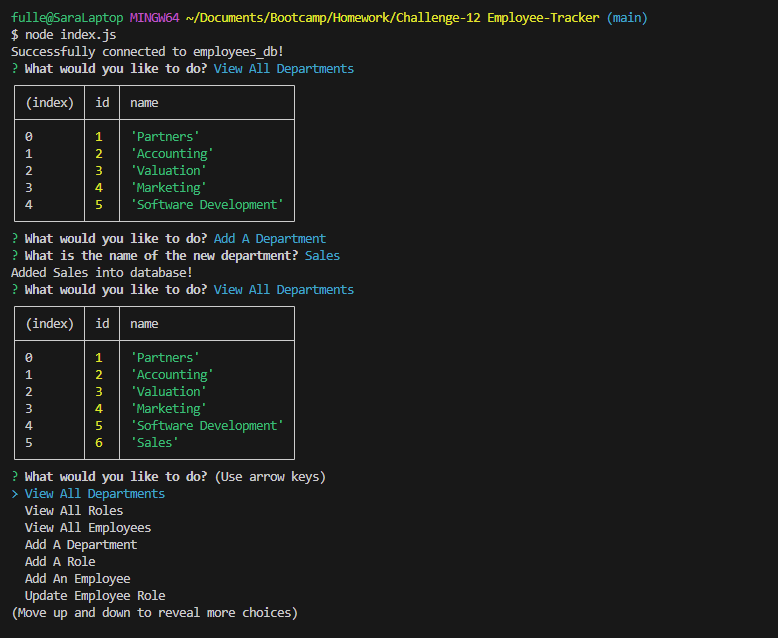 fulle@SaraLaptop MINGW64 ~/Documents/Bootcamp/Homework/Challenge-12 Employee-Tracker (main)
$ node index.js
Successfully connected to employees_db!
? What would you like to do? View All Departments
(index) id name
0 1 'Partners'
1 2 'Accounting'
2 3 'Valuation'
3 4 'Marketing'
4 5 'Software Development'
? What would you like to do? Add A Department
? What is the name of the new department? Sales
Added Sales into database!
? What would you like to do? View All Departments
(index) id name
0 1 'Partners'
1 2 'Accounting'
2 3 'Valuation'
3 4 'Marketing'
4 5 'Software Development'
5 6 'Sales'
? What would you like to do? (Use arrow keys)
> View All Departments
View All Roles
View All Employees
Add A Department
Add A Role
Add An Employee
Update Employee Role
(Move up and down to reveal more choices)